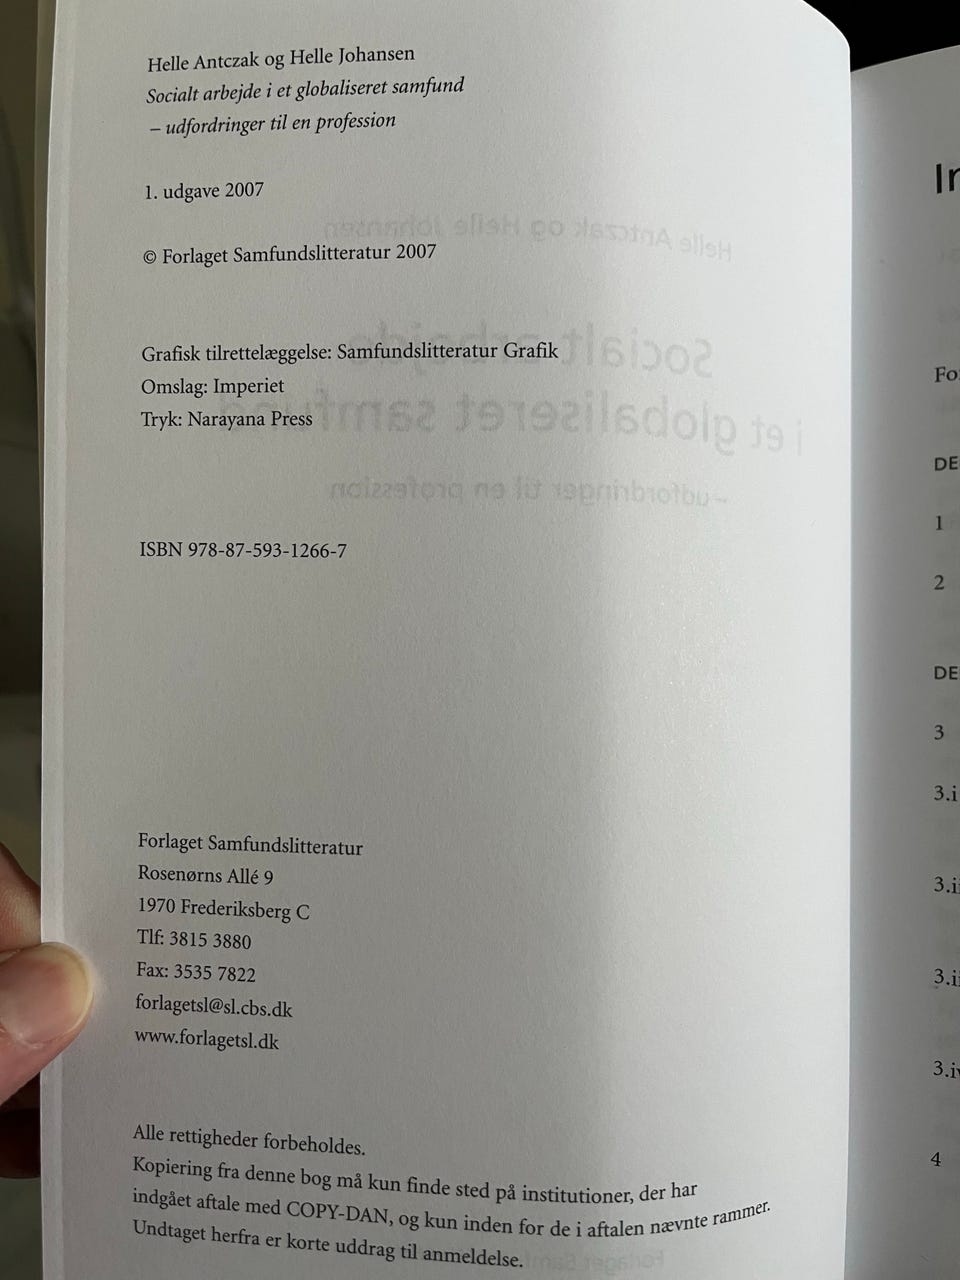 Helle Antczak og Helle Johansen
Socialt arbejde i et globaliseret samfund
– udfordringer til en profession
1. udgave 2007
© Forlaget Samfundslitteratur 2007
Grafisk tilrettelæggelse: Samfundslitteratur Grafik
Omslag: Imperiet
Tryk: Narayana Press
ISBN 978-87-593-1266-7
Forlaget Samfundslitteratur
Rosenørns Allé 9
1970 Frederiksberg C
Tlf: 3815 3880
Fax: 3535 7822
forlagetsl@sl.cbs.dk
www.forlagetsl.dk
Alle rettigheder forbeholdes.
Kopiering fra denne bog må kun finde sted på institutioner, der har
indgået aftale med COPY-DAN, og kun inden for de i aftalen nævnte rammer.
Undtaget herfra er korte uddrag til anmeldelse.
1
2
3
4